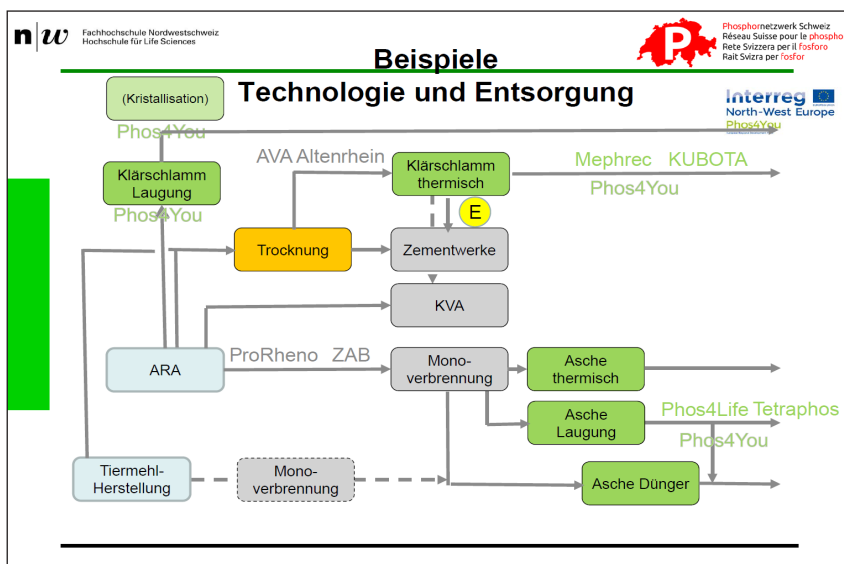 n|w Fachhochschule Nordwestschweiz
Hochschule für Life Sciences
Phosphornetzwerk Schweiz
Réseau Suisse pour le phospho
Rete Svizzera per il fosforo
Rait Svizra per fosfor
P
Beispiele
Technologie und Entsorgung
Interreg
North-West Europe
Phos4You
(Kristallisation)
Phos4You
AVA Altenrhein
Klärschlamm
thermisch
Mephrec KUBOTA
Phos4You
Klärschlamm
Laugung
Phos4You
E
Trocknung
Zementwerke
KVA
ProRheno ZAB
ARA
Mono-
verbrennung
Asche
thermisch
Asche
Laugung
Phos4Life Tetraphos
Phos4You
Tiermehl-
Herstellung
Mono-
verbrennung
Asche Dünger